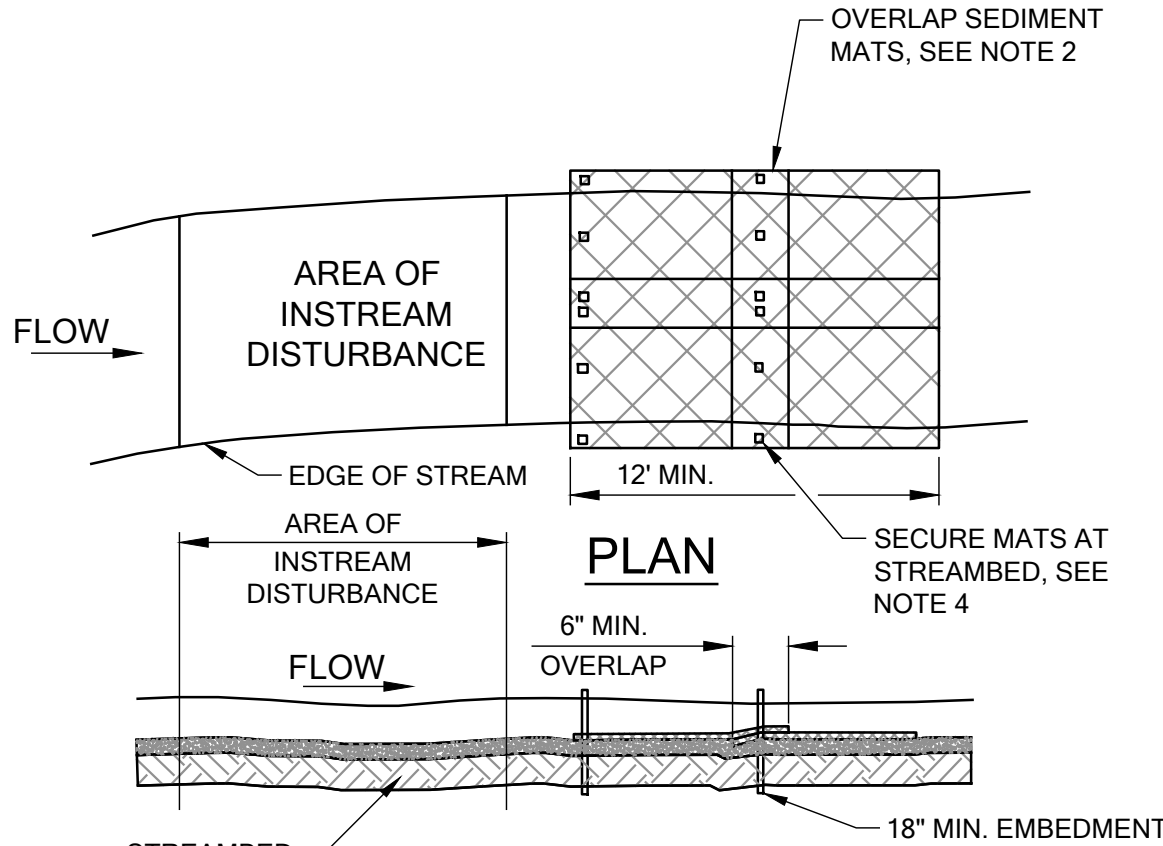 OVERLAP SEDIMENT
MATS, SEE NOTE 2
AREA OF
INSTREAM
DISTURBANCE
FLOW
EDGE OF STREAM
12' MIN.
AREA OF
INSTREAM
DISTURBANCE
PLAN
SECURE MATS AT
STREAMBED, SEE
NOTE 4
6" MIN.
OVERLAP
FLOW
18" MIN. EMBEDMENT
STREAMBED